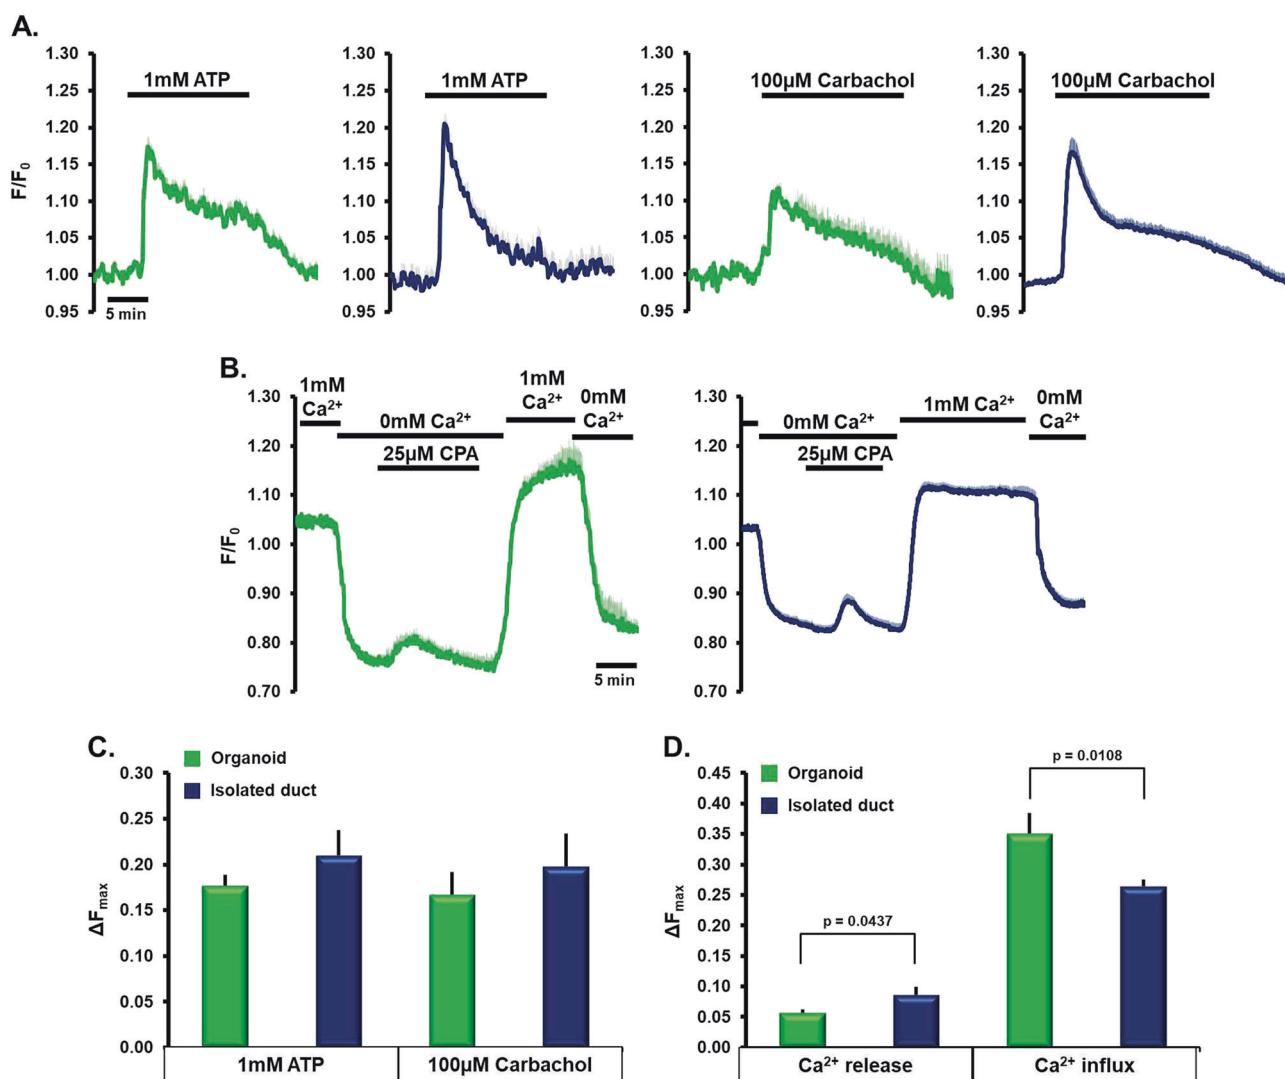 A.
1.30
1.25
1.20
1.15
1.10
1.05
1.00
0.95
F/F0
1mM ATP
5 min
1.30
1.25
1.20
1.15
1.10
1.05
1.00
0.95
1mM ATP
1.30
1.25
1.20
1.15
1.10
1.05
1.00
0.95
100µM Carbachol
1.30
1.25
1.20
1.15
1.10
1.05
1.00
0.95
100µM Carbachol
B.
1.30
1.20
1.10
1.00
0.90
0.80
0.70
F/F0
1mM
Ca2+
0mM Ca2+
25µM CPA
1mM
Ca2+
0mM
Ca2+
5 min
1.30
1.20
1.10
1.00
0.90
0.80
0.70
0mM Ca2+
25µM CPA
1mM Ca2+
0mM
Ca2+
C.
Organoid
Isolated duct
0.30
0.25
0.20
0.15
0.10
0.05
0.00
ΔFmax
1mM ATP
100µM Carbachol
D.
Organoid
Isolated duct
0.45
0.40
0.35
0.30
0.25
0.20
0.15
0.10
0.05
0.00
ΔFmax
p = 0.0437
p = 0.0108
Ca2+ release
Ca2+ influx